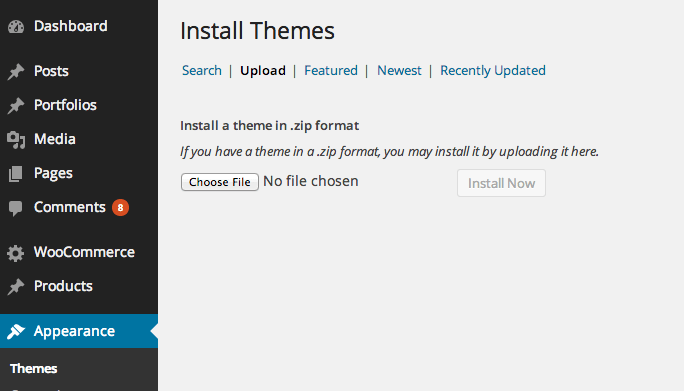 Dashboard
Posts
Portfolios
Media
Pages
Comments 8
WooCommerce
Products
Appearance
Themes
Install Themes
Search | Upload | Featured | Newest | Recently Updated
Install a theme in .zip format
If you have a theme in a .zip format, you may install it by uploading it here.
Choose File No file chosen Install Now